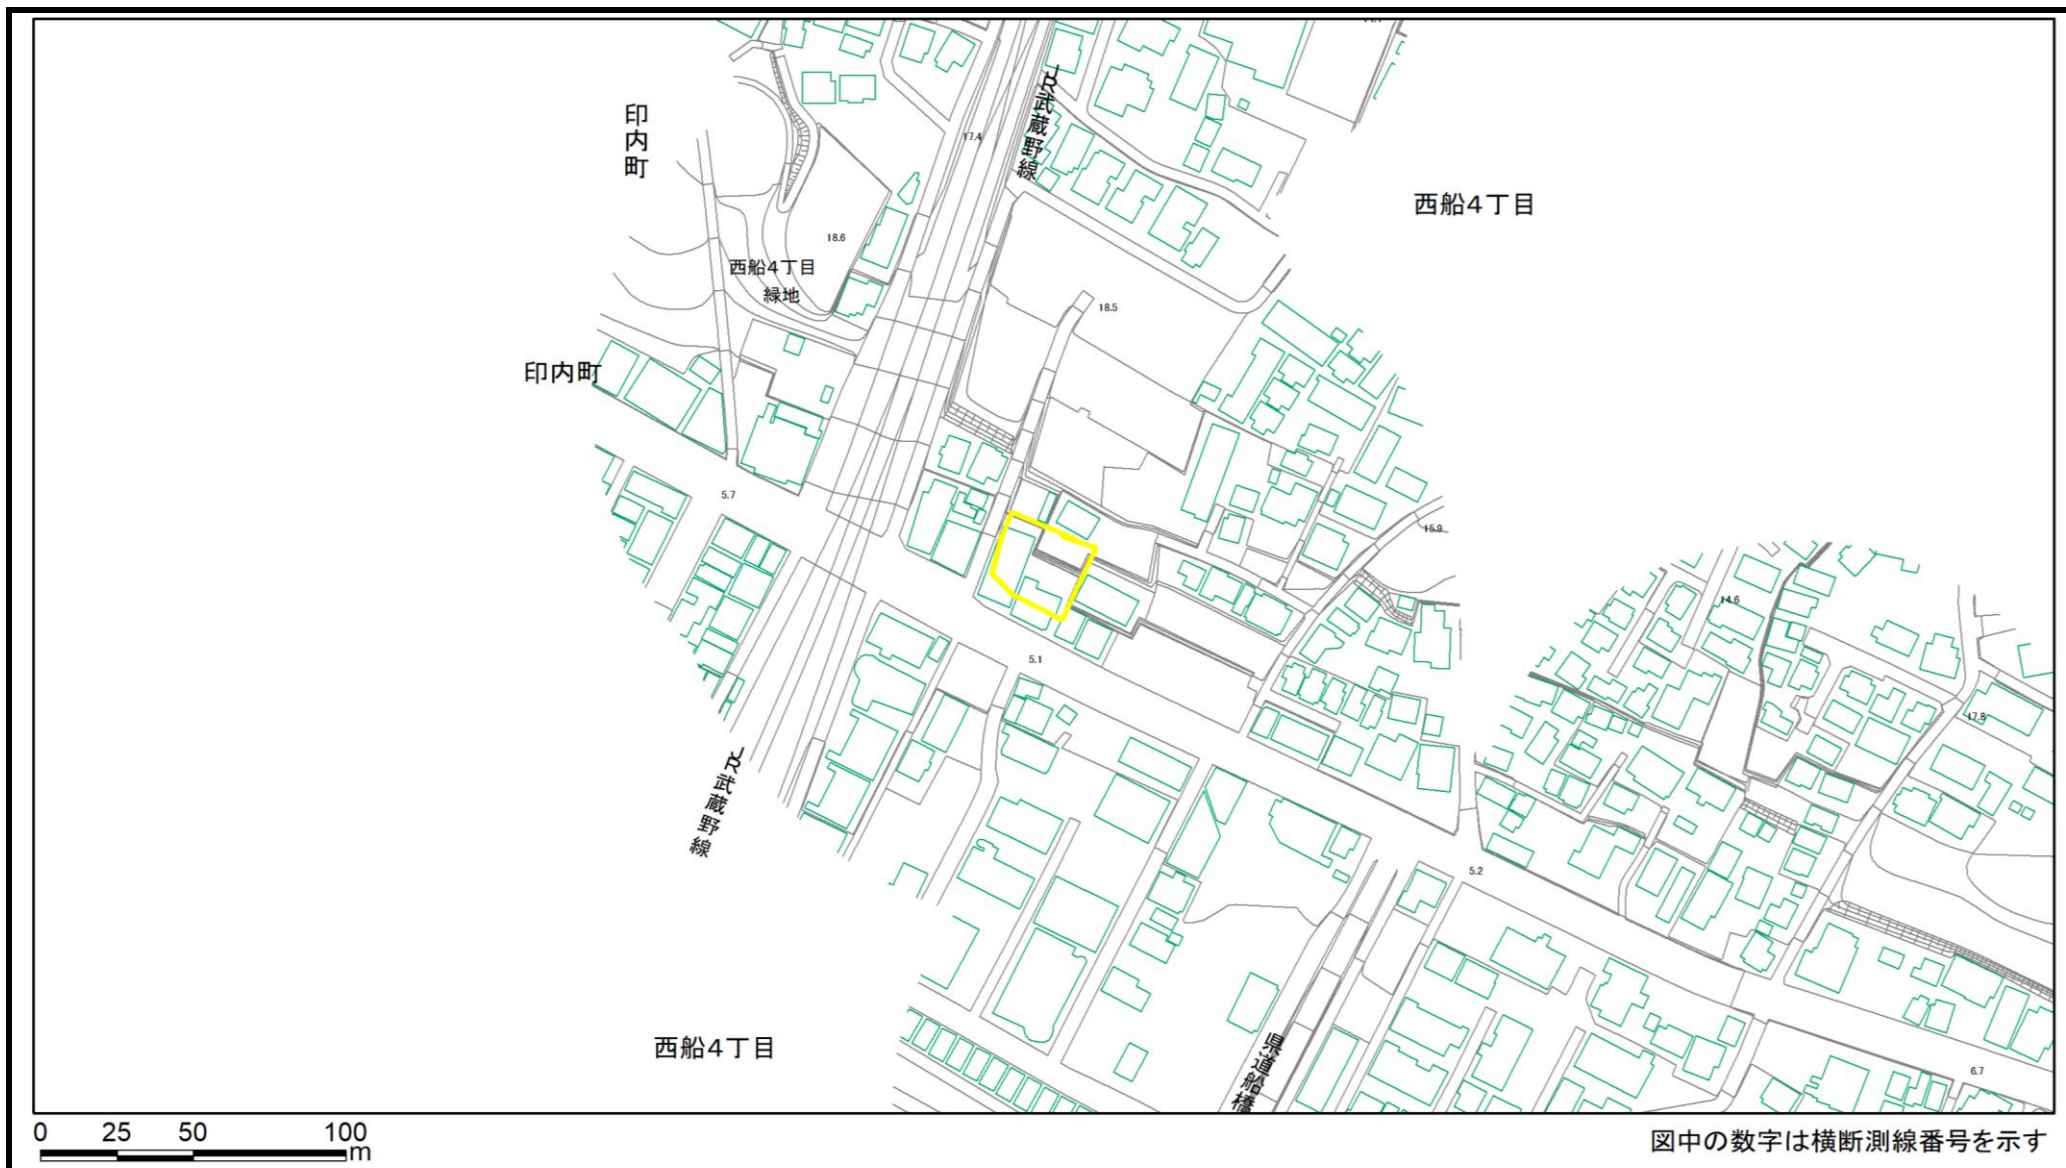 印内町
JR武蔵野線
17.4
西船4丁目
18.6
西船4丁目
緑地
18.5
印内町
5.7
15.9
14.6
5.1
17.8
JR武蔵野線
5.2
西船4丁目
県道船橋
6.7
0 25 50 100
m
図中の数字は横断測線番号を示す